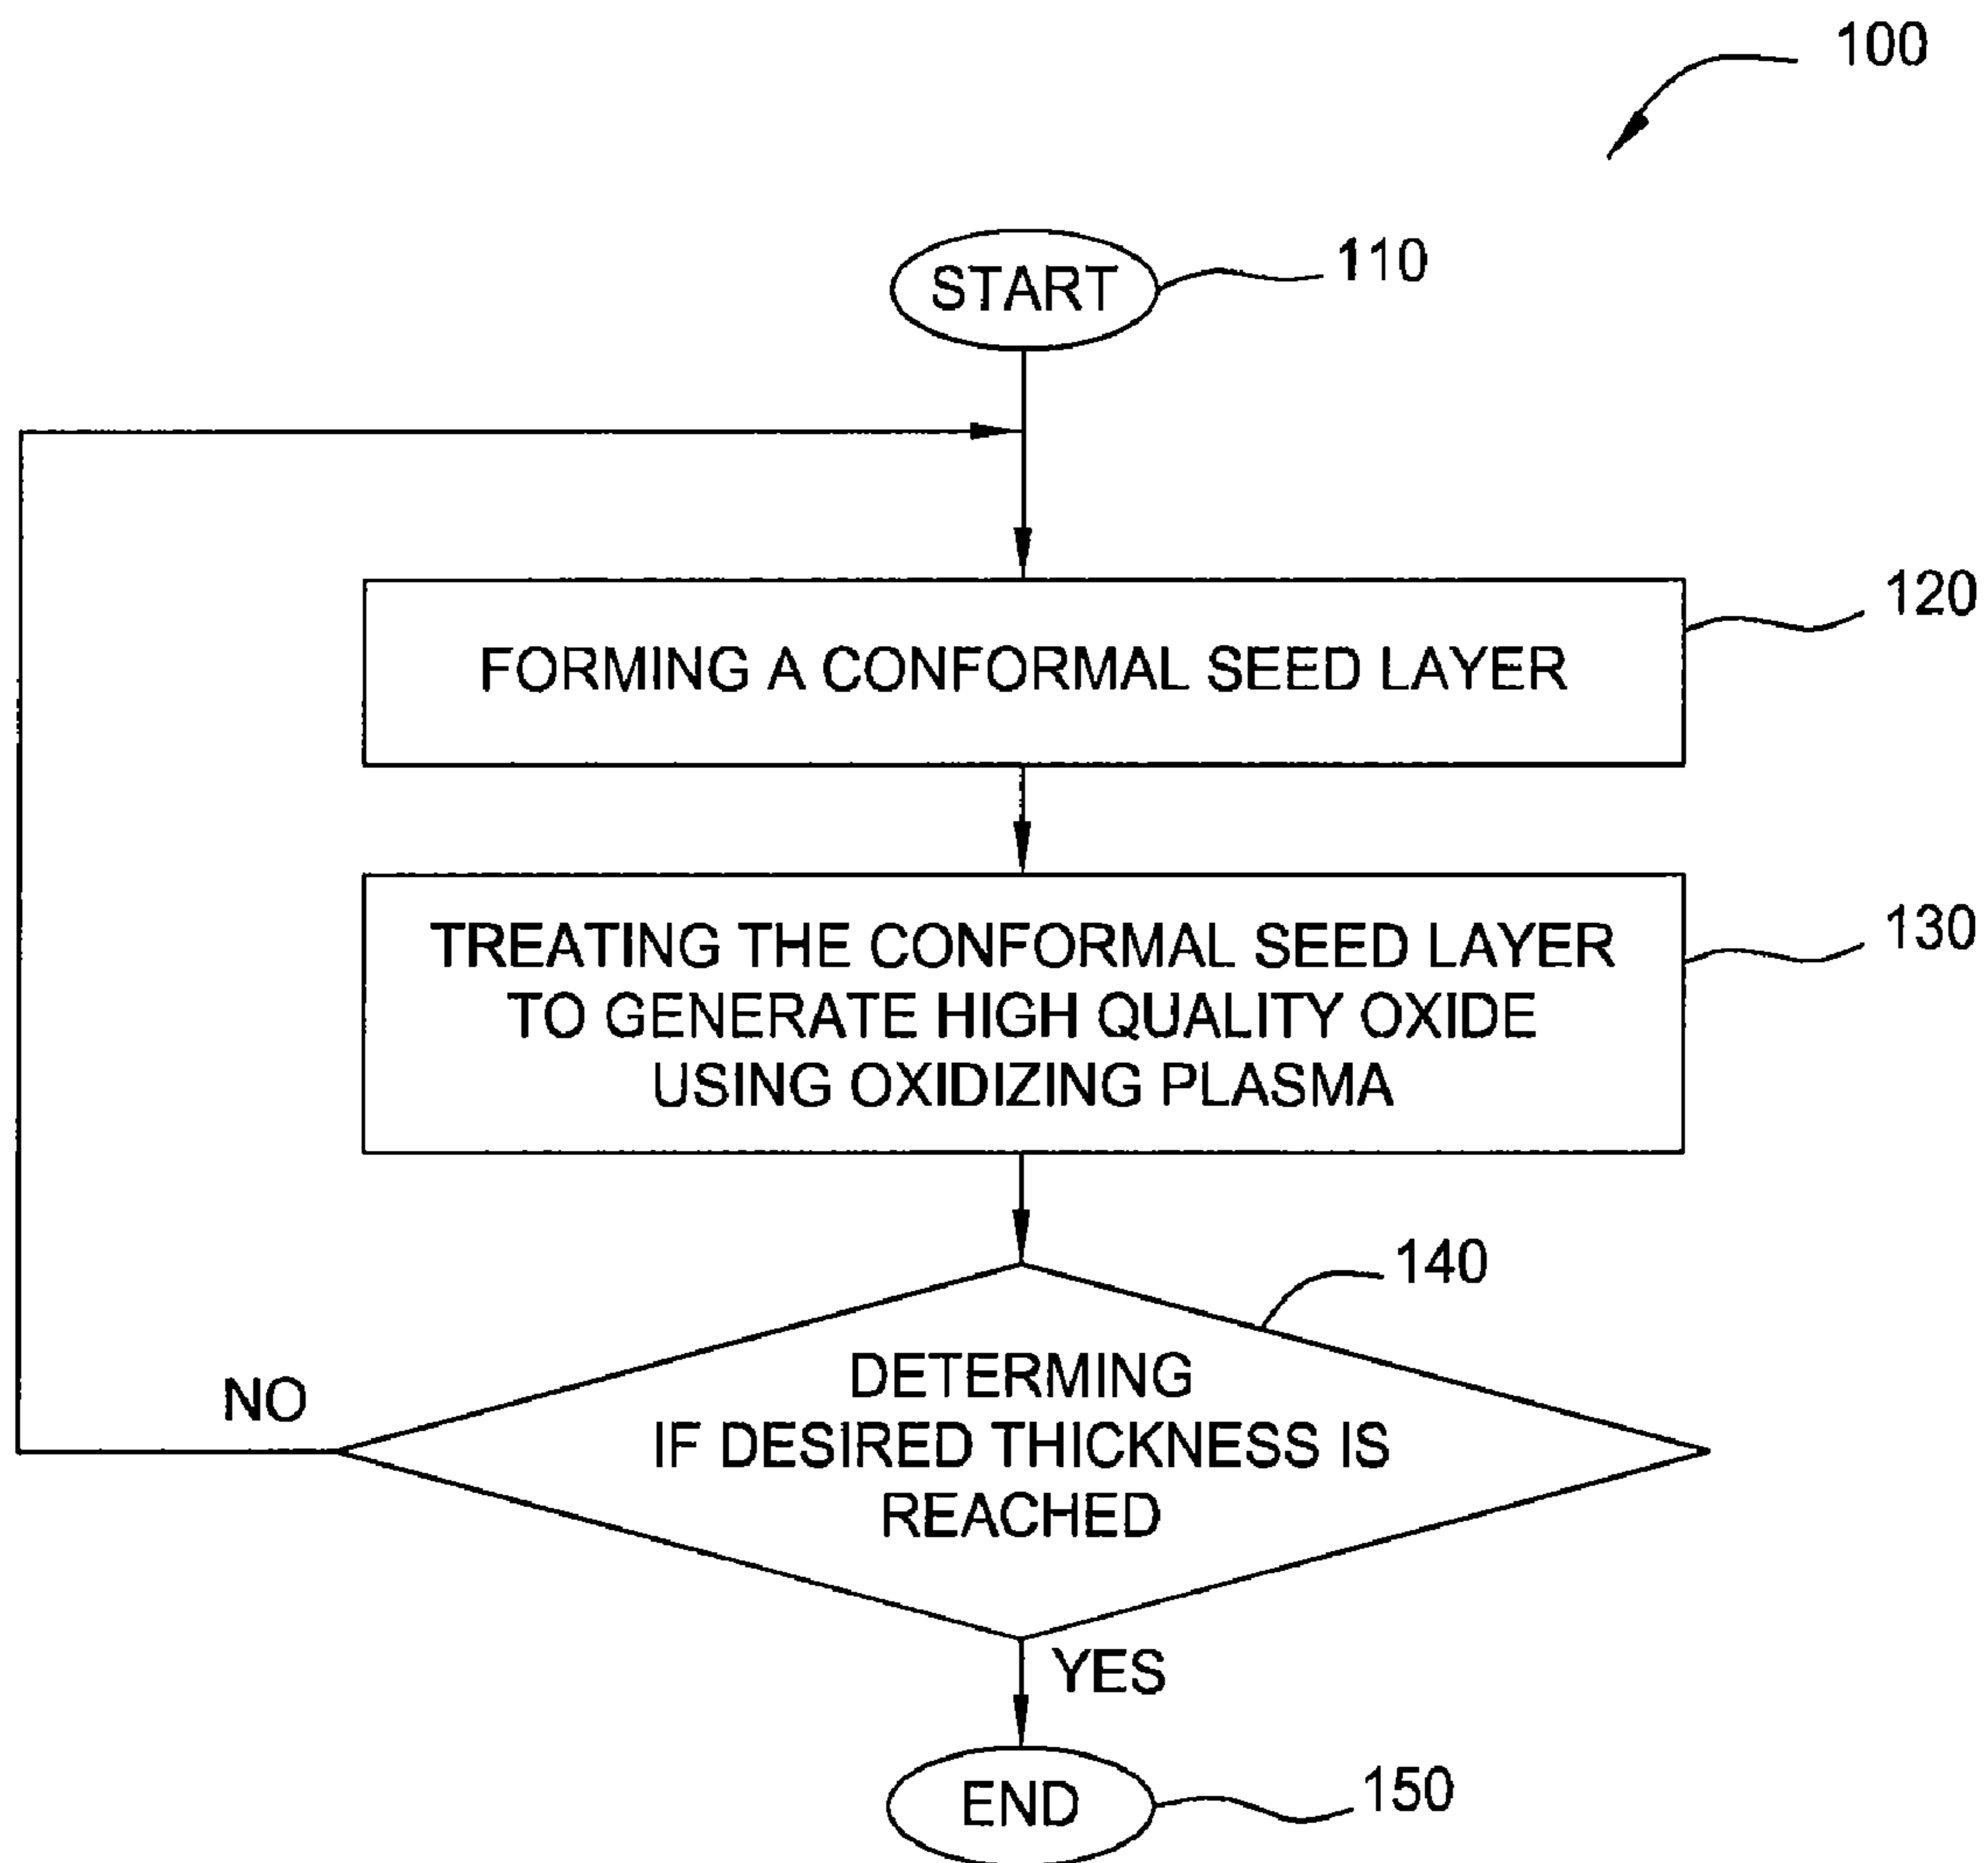 100
START
110
FORMING A CONFORMAL SEED LAYER
120
TREATING THE CONFORMAL SEED LAYER
TO GENERATE HIGH QUALITY OXIDE
USING OXIDIZING PLASMA
130
140
DETERMING
IF DESIRED THICKNESS IS
REACHED
NO
YES
END
150